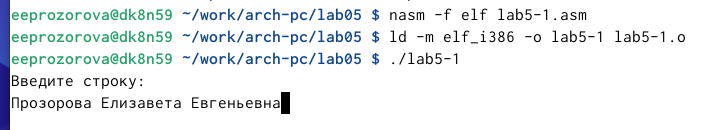 eeprozorova@dk8n59 ~/work/arch-pc/lab05 $ nasm -f elf lab5-1.asm
eeprozorova@dk8n59 ~/work/arch-pc/lab05 $ ld -m elf_i386 -o lab5-1 lab5-1.o
eeprozorova@dk8n59 ~/work/arch-pc/lab05 $ ./lab5-1
Введите строку:
Прозорова Елизавета Евгеньевна